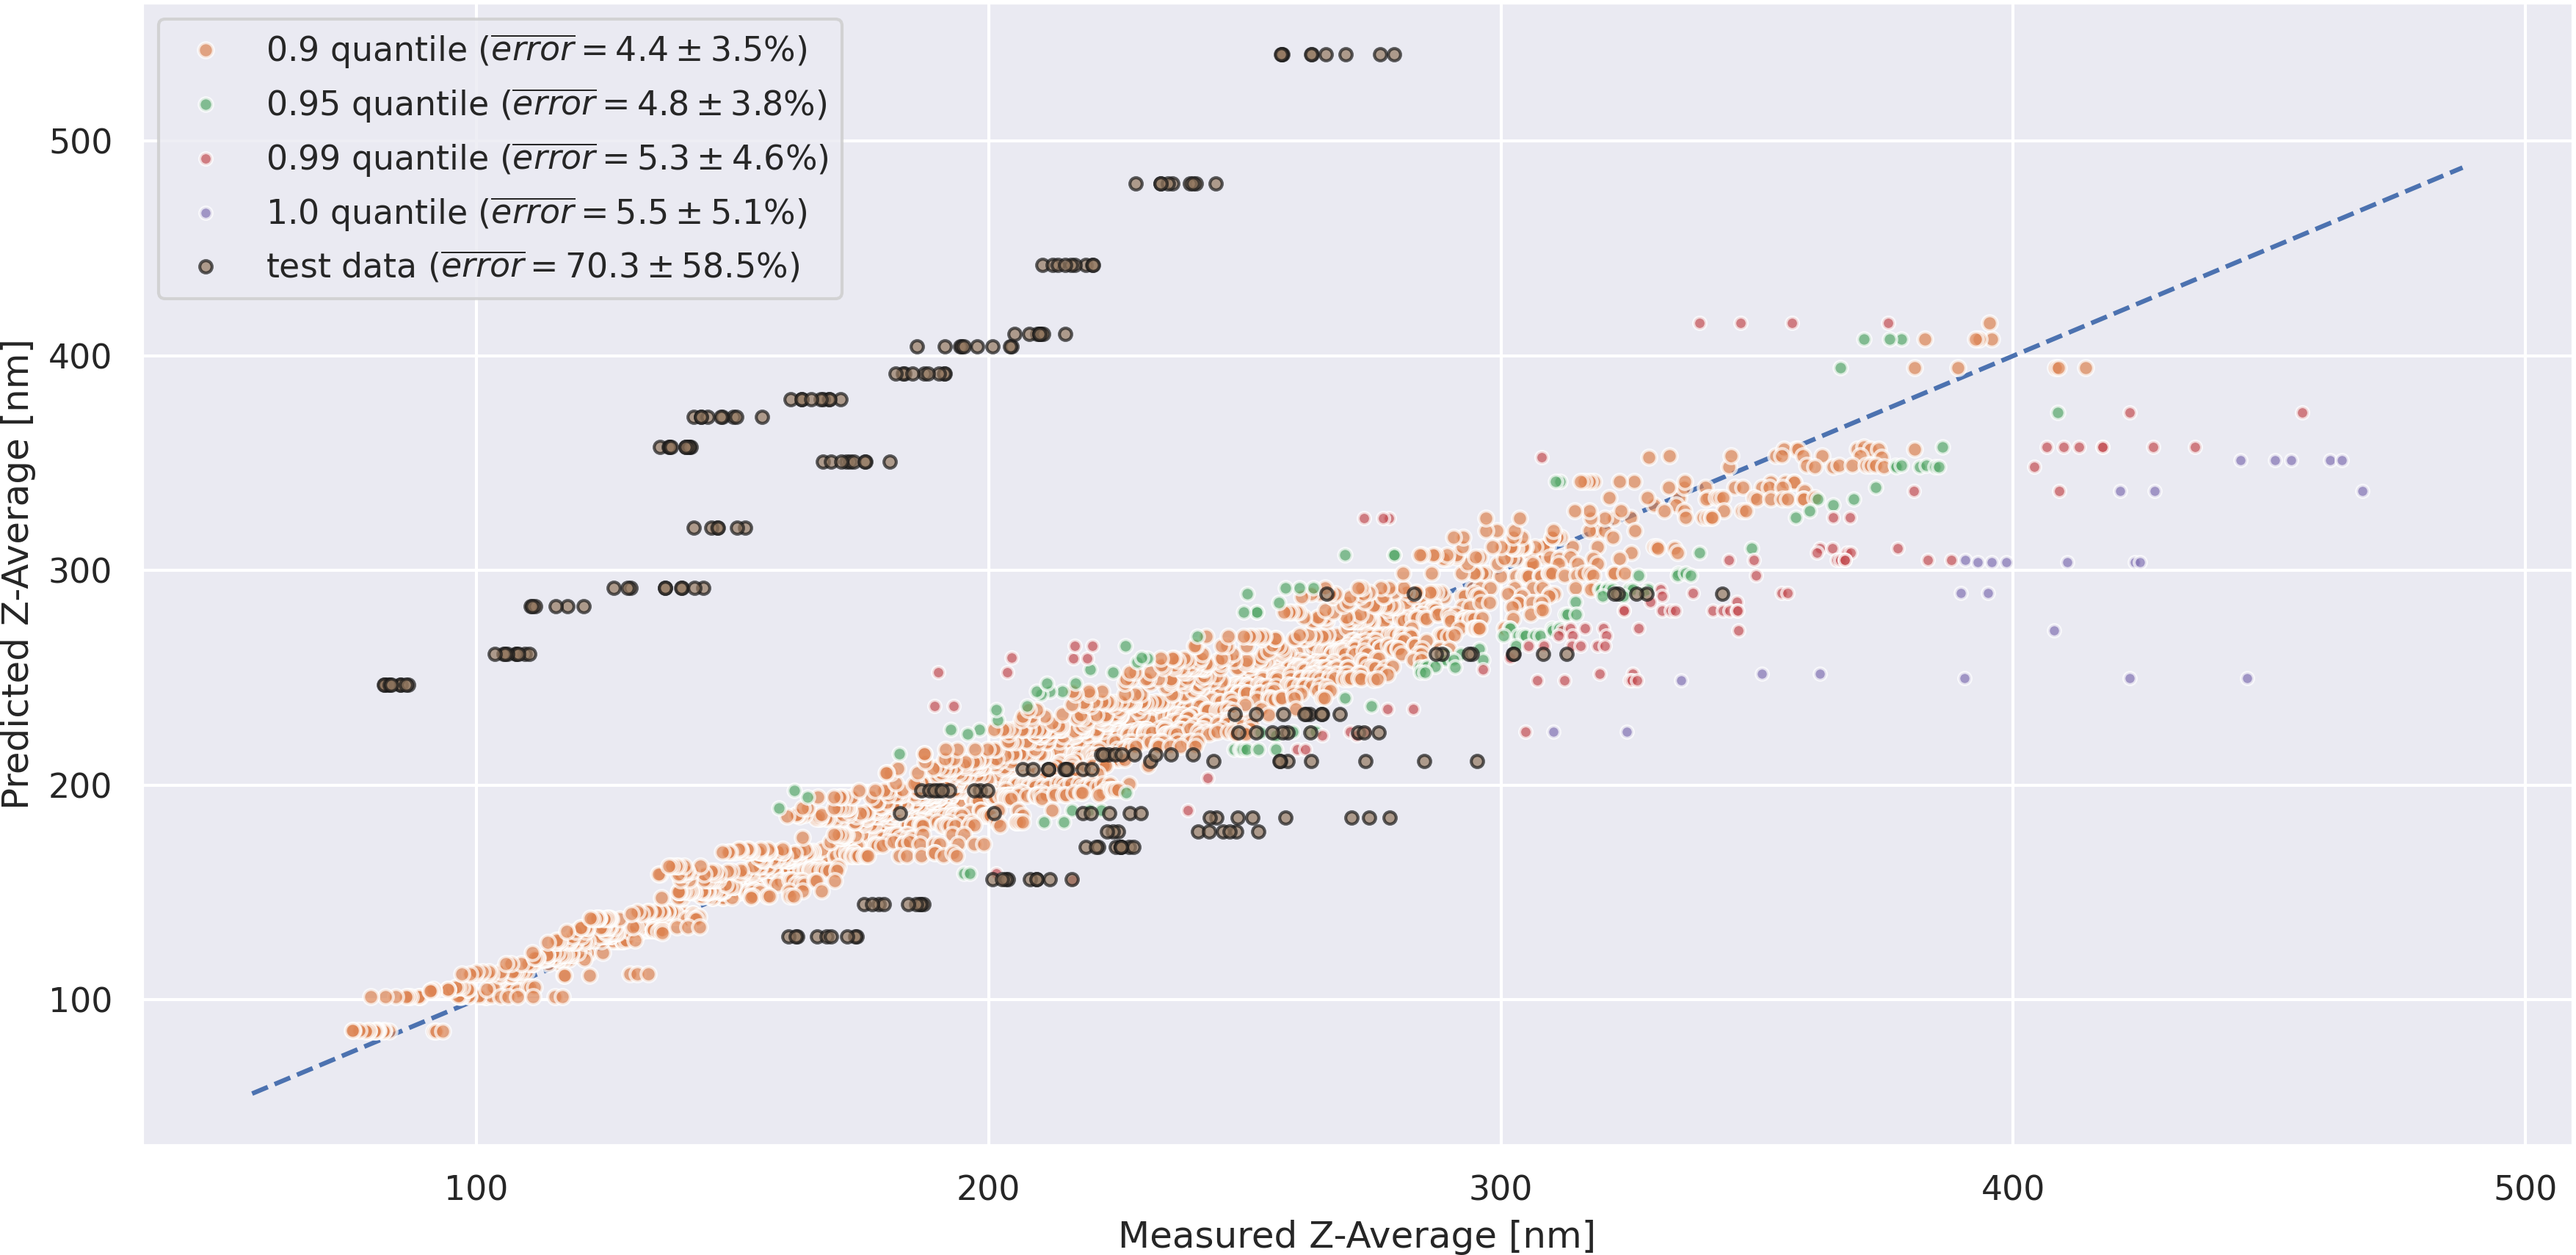 0.9 quantile (error = 4.4 ± 3.5%)
0.95 quantile (error = 4.8 ± 3.8%)
0.99 quantile (error = 5.3 ± 4.6%)
1.0 quantile (error = 5.5 ± 5.1%)
test data (error = 70.3 ± 58.5%)
500
400
300
200
100
Predicted Z-Average [nm]
100 200 300 400 500
Measured Z-Average [nm]